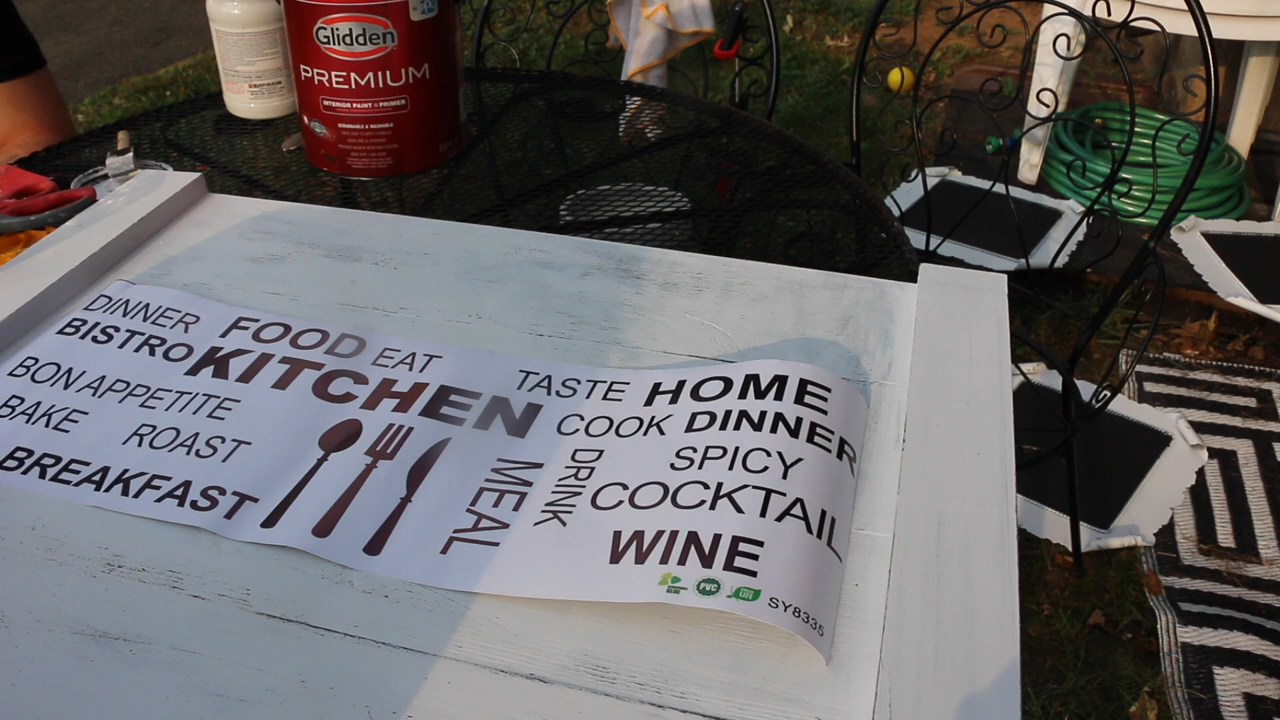 Glidden
PREMIUM
INTERIOR PAINT & PRIMER
DINNER FOOD EAT
BISTRO KITCHEN
BON APPETITE
BAKE ROAST
BREAKFAST
MEAL
TASTE HOME
COOK DINNER
DRINK
SPICY
COCKTAIL
WINE
PVC
LIFE
SY8335